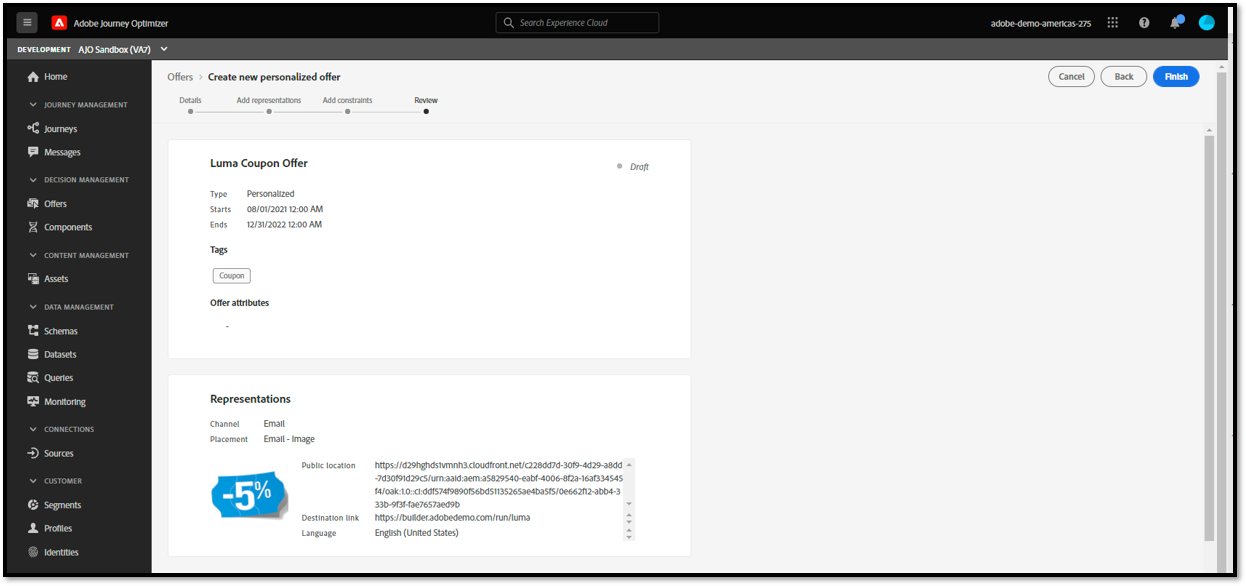 Adobe Journey Optimizer
Search Experience Cloud
adobe-demo-americas-275
DEVELOPMENT AJO Sandbox (VA7)
Home
JOURNEY MANAGEMENT
Journeys
Messages
DECISION MANAGEMENT
Offers
Components
CONTENT MANAGEMENT
Assets
DATA MANAGEMENT
Schemas
Datasets
Queries
Monitoring
CONNECTIONS
Sources
CUSTOMER
Segments
Profiles
Identities
Offers > Create new personalized offer
Cancel
Back
Finish
Details
Add representations
Add constraints
Review
Luma Coupon Offer
Draft
Type Personalized
Starts 08/01/2021 12:00 AM
Ends 12/31/2022 12:00 AM
Tags
Coupon
Offer attributes
-
Representations
Channel Email
Placement Email - Image
-5%
Public location https://d29hghds1vmnh3.cloudfront.net/c228dd7d-30f9-4d29-a8dd
-7d30f91d29c5/urn:aaid:aem:a5829540-eabf-4006-8f2a-16af334545
f4/oak:1.0::ci:ddf574f9890f56bd51135265ae4ba5f5/0e662f12-abb4-3
33b-9f3f-fae7657aed9b
Destination link https://builder.adobedemo.com/run/luma
Language English (United States)